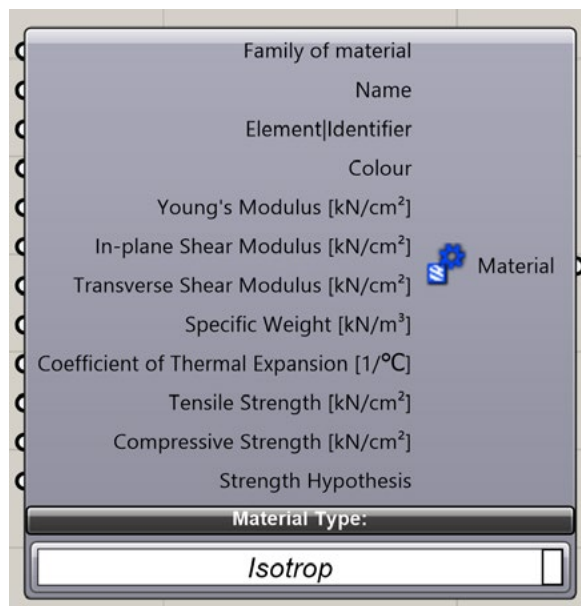 Family of material
Name
Element|Identifier
Colour
Young's Modulus [kN/cm²]
In-plane Shear Modulus [kN/cm²]
Transverse Shear Modulus [kN/cm²]
Specific Weight [kN/m³]
Coefficient of Thermal Expansion [1/℃]
Tensile Strength [kN/cm²]
Compressive Strength [kN/cm²]
Strength Hypothesis
Material
Material Type:
Isotrop